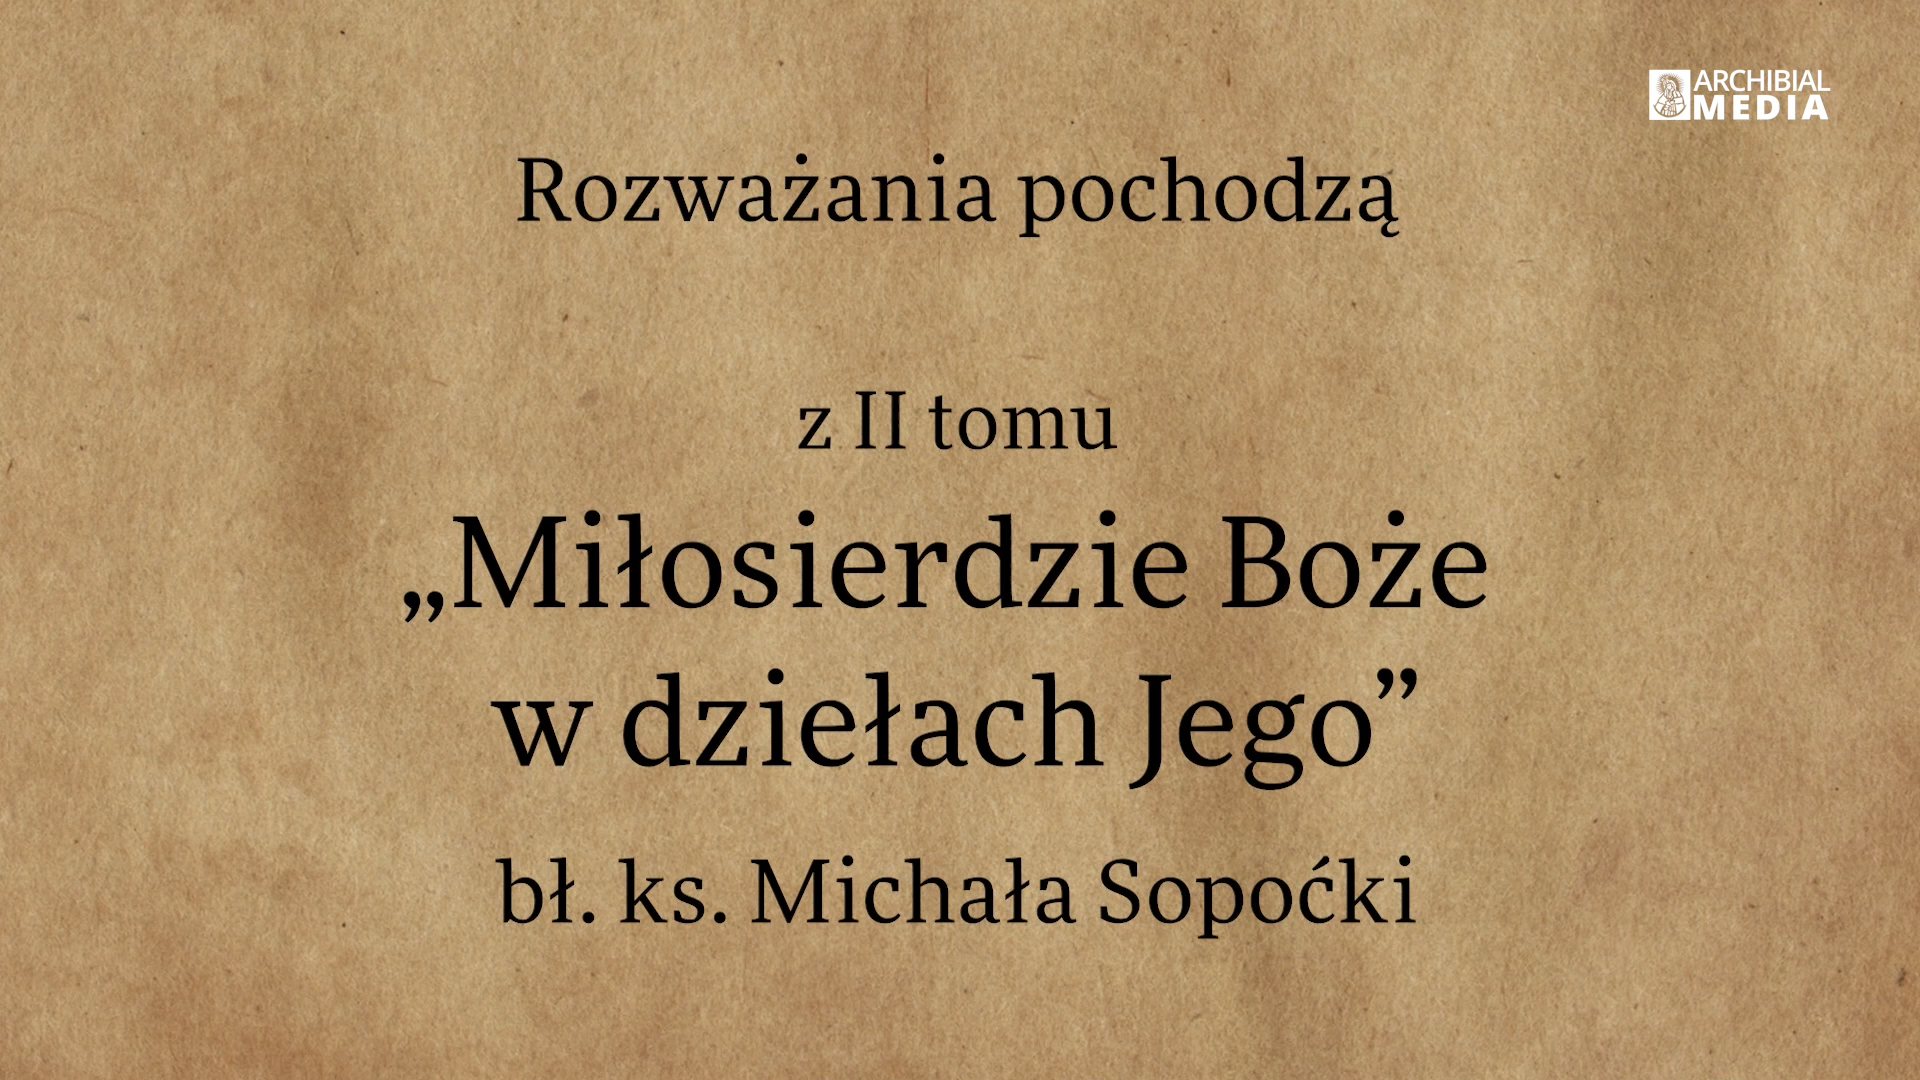 ARCHIBIAL
MEDIA
Rozważania pochodzą
z II tomu
„Miłosierdzie Boże
w dziełach Jego”
bł. ks. Michała Sopoćki